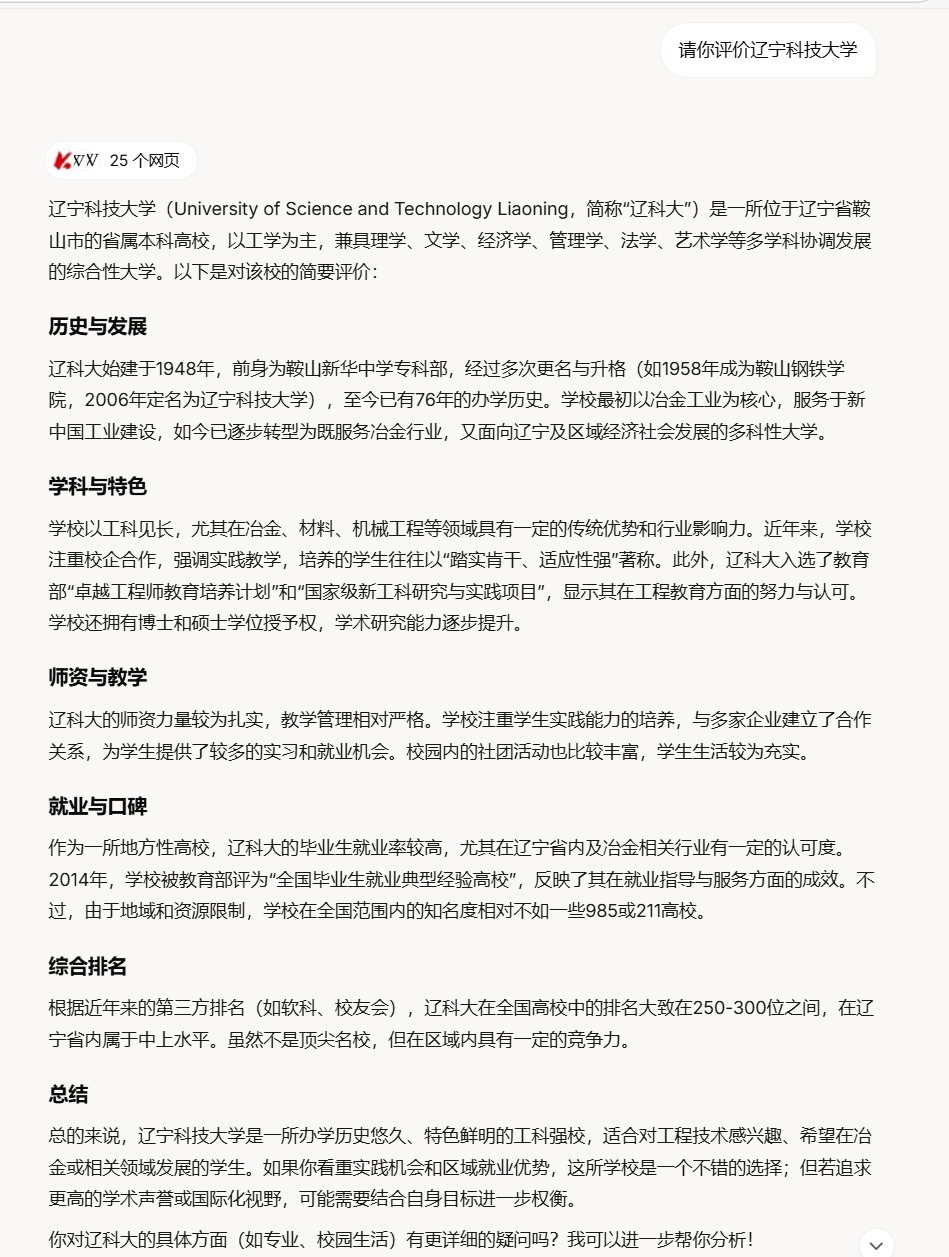 请你评价辽宁科技大学
25 个网页
辽宁科技大学（University of Science and Technology Liaoning，简称“辽科大”）是一所位于辽宁省鞍
山市的省属本科高校，以工学为主，兼具理学、文学、经济学、管理学、法学、艺术学等多学科协调发展
的综合性大学。以下是对该校的简要评价：
历史与发展
辽科大始建于1948年，前身为鞍山新华中学专科部，经过多次更名与升格（如1958年成为鞍山钢铁学
院，2006年定名为辽宁科技大学），至今已有76年的办学历史。学校最初以冶金工业为核心，服务于新
中国工业建设，如今已逐步转型为既服务冶金行业，又面向辽宁及区域经济社会发展的多科性大学。
学科与特色
学校以工科见长，尤其在冶金、材料、机械工程等领域具有一定的传统优势和行业影响力。近年来，学校
注重校企合作，强调实践教学，培养的学生往往以“踏实肯干、适应性强”著称。此外，辽科大入选了教育
部“卓越工程师教育培养计划”和“国家级新工科研究与实践项目”，显示其在工程教育方面的努力与认可。
学校还拥有博士和硕士学位授予权，学术研究能力逐步提升。
师资与教学
辽科大的师资力量较为扎实，教学管理相对严格。学校注重学生实践能力的培养，与多家企业建立了合作
关系，为学生提供了较多的实习和就业机会。校园内的社团活动也比较丰富，学生生活较为充实。
就业与口碑
作为一所地方性高校，辽科大的毕业生就业率较高，尤其在辽宁省内及冶金相关行业有一定的认可度。
2014年，学校被教育部评为“全国毕业生就业典型经验高校”，反映了其在就业指导与服务方面的成效。不
过，由于地域和资源限制，学校在全国范围内的知名度相对不如一些985或211高校。
综合排名
根据近年来的第三方排名（如软科、校友会），辽科大在全国高校中的排名大致在250-300位之间，在辽
宁省内属于中上水平。虽然不是顶尖名校，但在区域内具有一定的竞争力。
总结
总的来说，辽宁科技大学是一所办学历史悠久、特色鲜明的工科强校，适合对工程技术感兴趣、希望在冶
金或相关领域发展的学生。如果你看重实践机会和区域就业优势，这所学校是一个不错的选择；但若追求
更高的学术声誉或国际化视野，可能需要结合自身目标进一步权衡。
你对辽科大的具体方面（如专业、校园生活）有更详细的疑问吗？我可以进一步帮你分析！